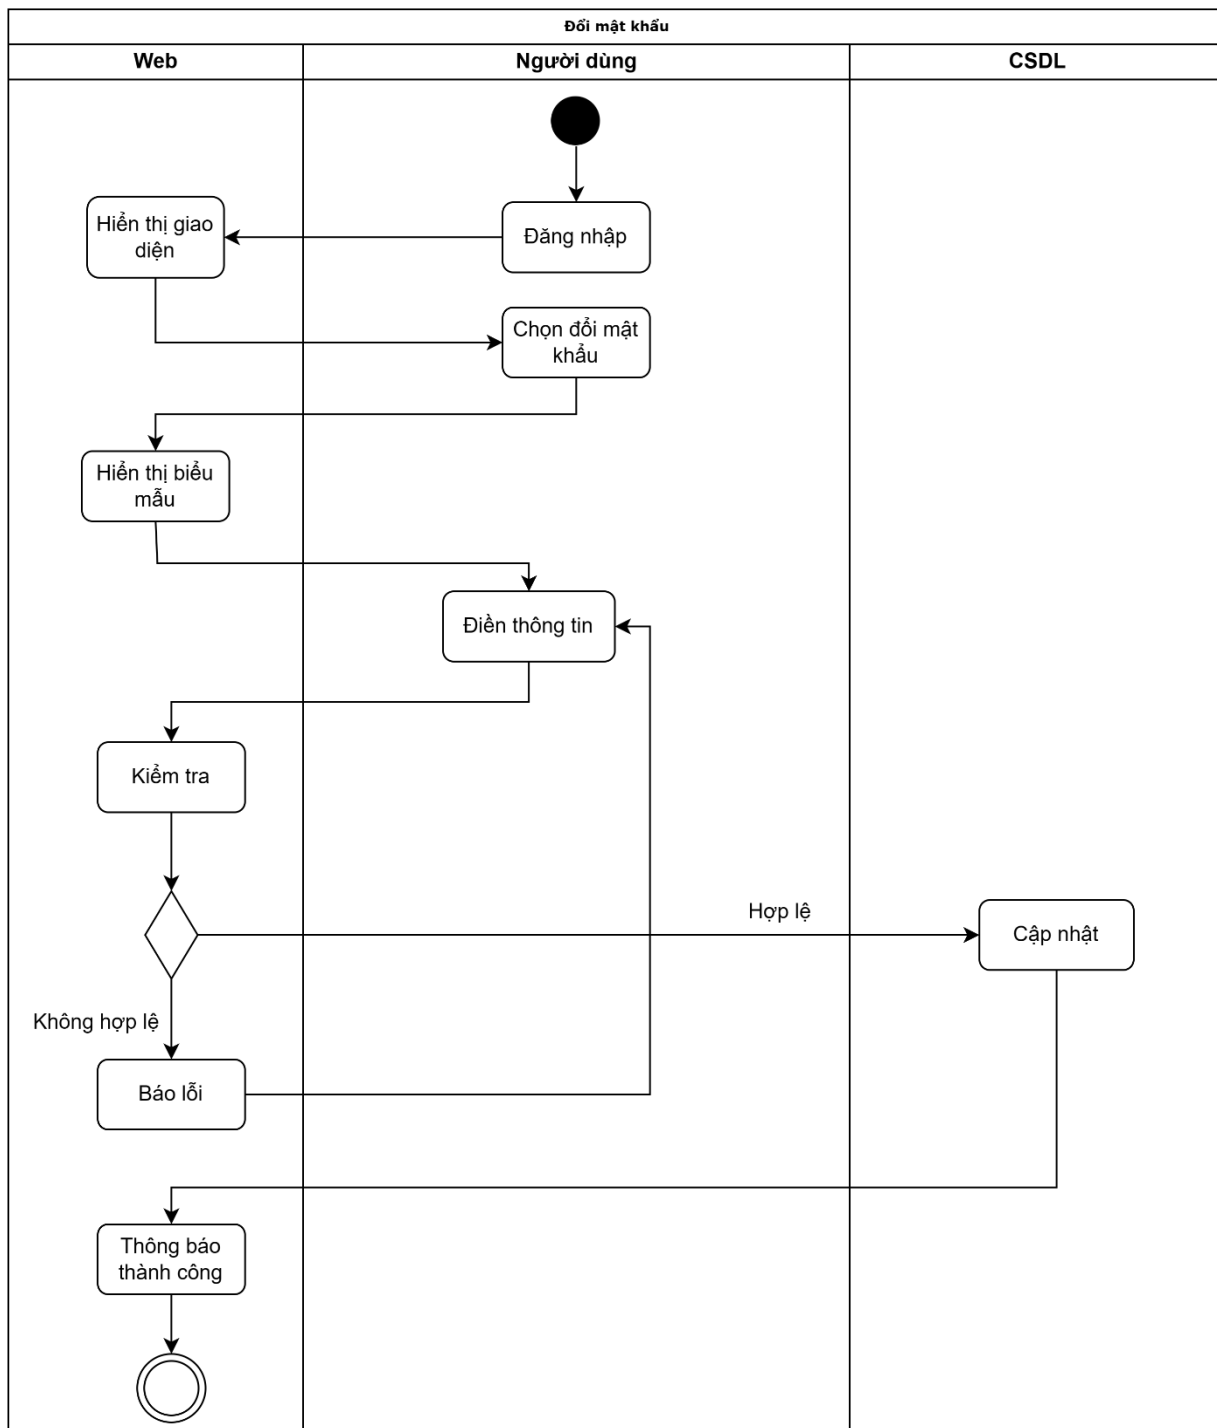 Đổi mật khẩu
Web
Người dùng
CSDL
Hiển thị giao
diện
Đăng nhập
Chọn đổi mật
khẩu
Hiển thị biểu
mẫu
Điền thông tin
Kiểm tra
Hợp lệ
Cập nhật
Không hợp lệ
Báo lỗi
Thông báo
thành công